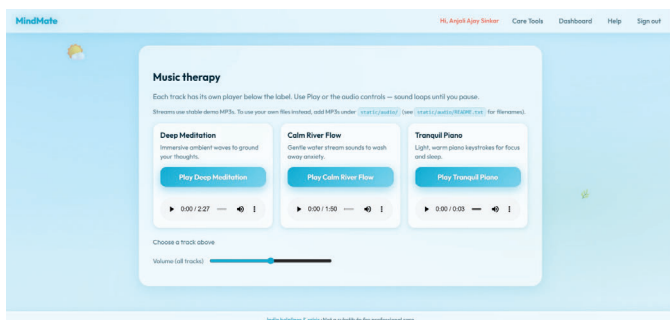 MindMate
Hi, Anjali Ajay Sinkar Care Tools Dashboard Help Sign out
Music therapy
Each track has its own player below the label. Use Play or the audio controls — sound loops until you pause.
Streams use stable demo MP3s. To use your own files instead, add MP3s under static/audio/ (see static/audio/README.txt for filenames).
Deep Meditation
Immersive ambient waves to ground
your thoughts.
Play Deep Meditation
0:00 / 2:27
Calm River Flow
Gentle water stream sounds to wash
away anxiety.
Play Calm River Flow
0:00 / 1:50
Tranquil Piano
Light, warm piano keystrokes for focus
and sleep.
Play Tranquil Piano
0:00 / 0:03
Choose a track above
Volume (all tracks)